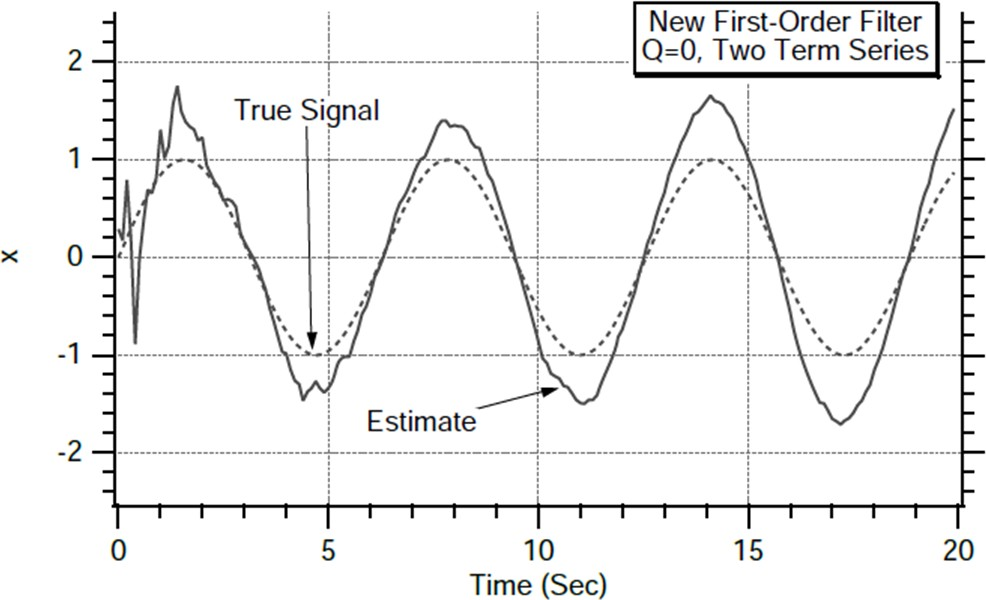 New First-Order Filter
Q=0, Two Term Series
2
True Signal
1
0
x
-1
Estimate
-2
0 5 10 15 20
Time (Sec)